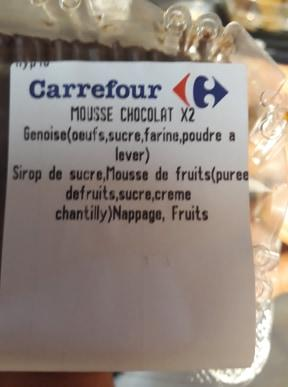 Carrefour
MOUSSE CHOCOLAT X2
Genoise(oeufs,sucre,farine,poudre a
lever)
Sirop de sucre,Mousse de fruits(puree
defruits,sucre,creme
chantilly)Nappage, Fruits